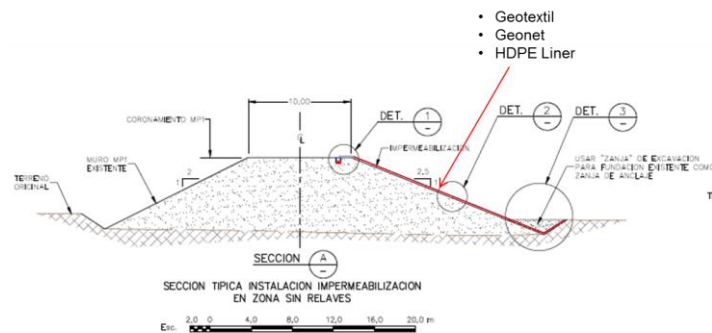 • Geotextil
• Geonet
• HDPE Liner
10,00
CORONAMIENTO MP1
℄
DET. 1 -
DET. 2 -
DET. 3 -
IMPERMEABILIZACION
MURO MP1
EXISTENTE
2
1
2,5
1
USAR "ZANJA" DE EXCAVACION
PARA FUNDACION EXISTENTE COMO
ZANJA DE ANCLAJE
TERRENO
ORIGINAL
T
SECCION A -
SECCION TIPICA INSTALACION IMPERMEABILIZACION
EN ZONA SIN RELAVES
Esc. 2,0 0 4,0 8,0 12,0 16,0 20,0 m